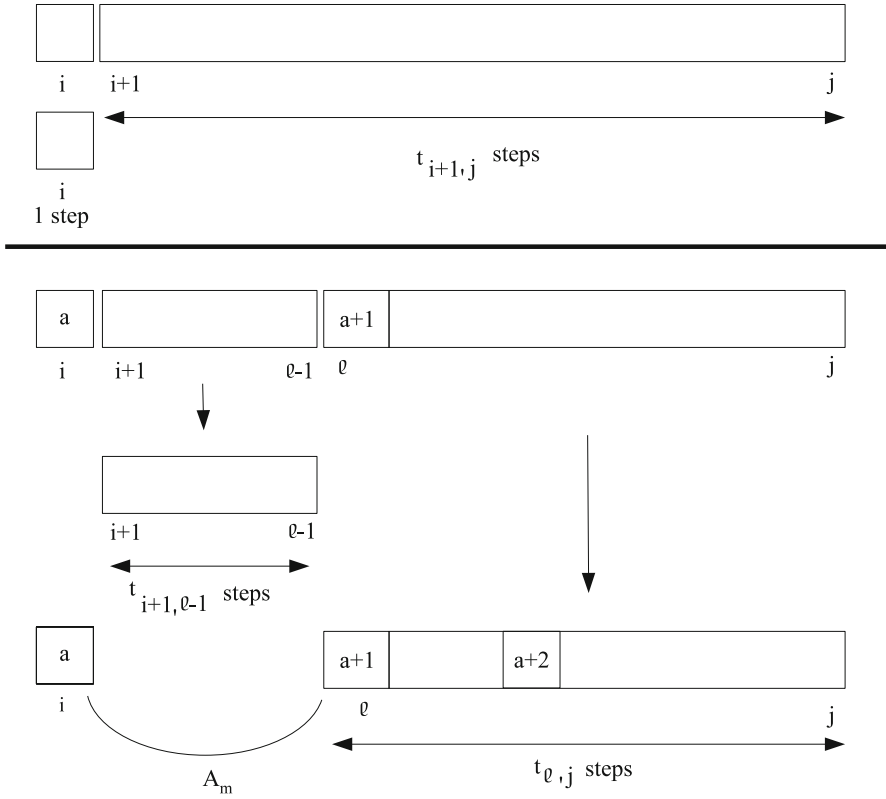 i i+1 j
t i+1,j steps
i
1 step
a a+1
i i+1 ℓ-1 ℓ j
i+1 ℓ-1
t i+1,ℓ-1 steps
a a+1 a+2
i ℓ j
A m
t ℓ,j steps